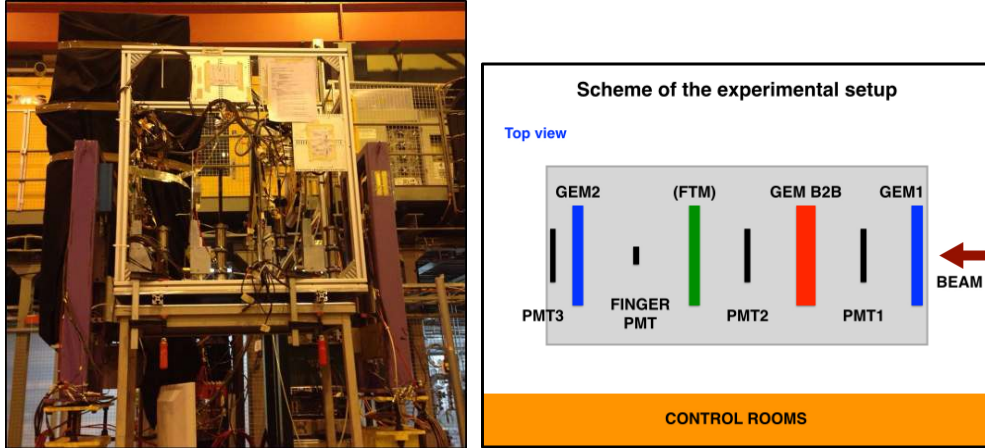 Scheme of the experimental setup
Top view
GEM2 (FTM) GEM B2B GEM1
BEAM
PMT3 FINGER PMT PMT2 PMT1
CONTROL ROOMS